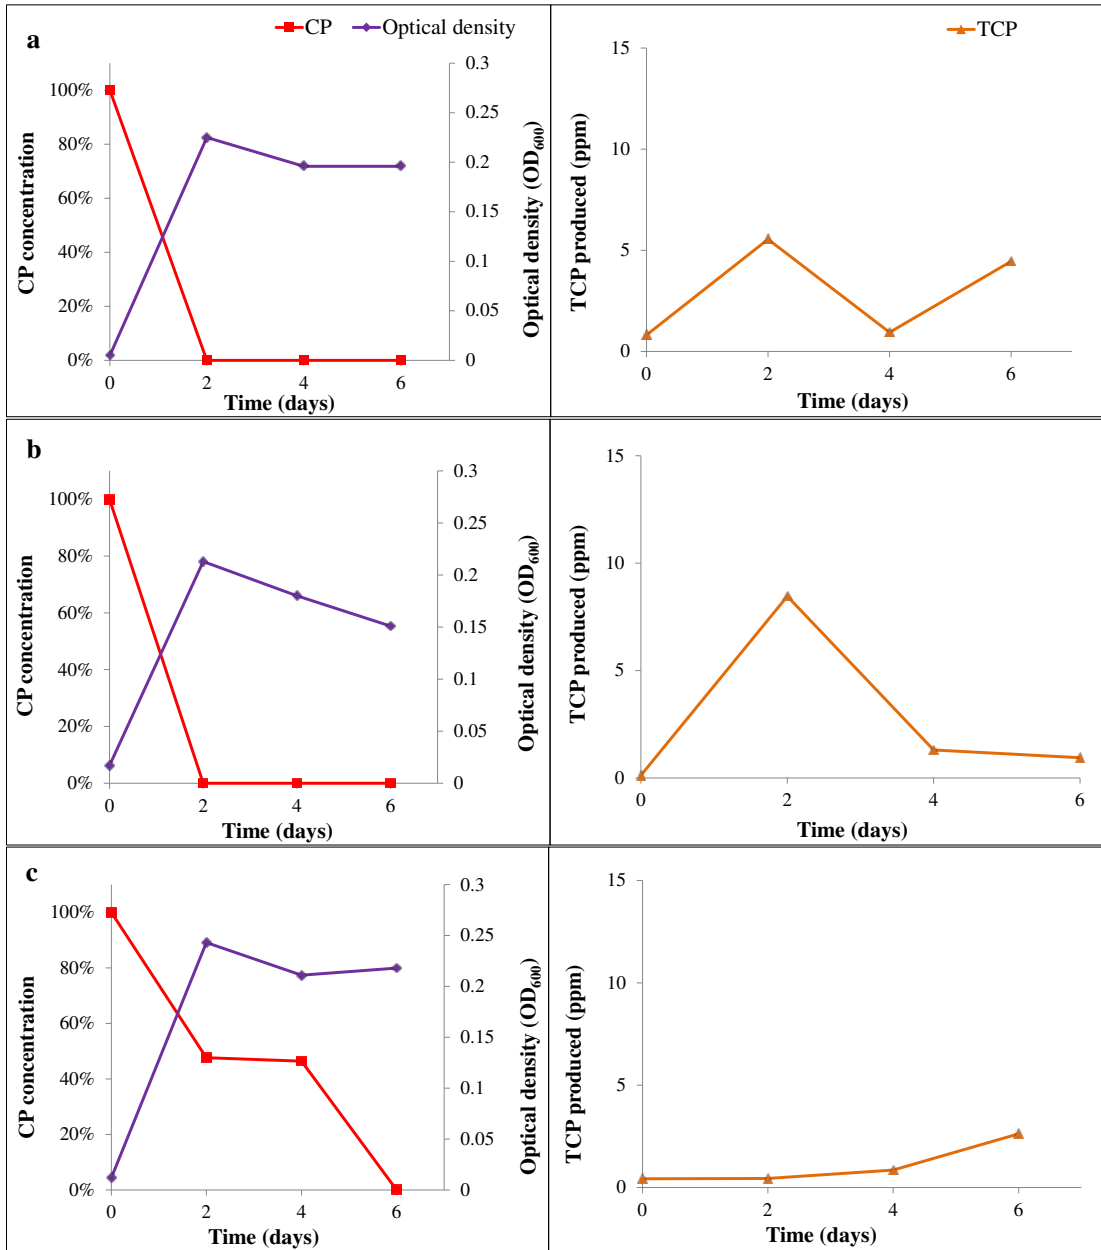 a
CP
Optical density
CP concentration
100%
80%
60%
40%
20%
0%
0.3
0.25
0.2
0.15
0.1
0.05
0
Optical density (OD600)
0 2 4 6
Time (days)
TCP
TCP produced (ppm)
15
10
5
0
0 2 4 6
Time (days)
b
CP concentration
100%
80%
60%
40%
20%
0%
0.3
0.25
0.2
0.15
0.1
0.05
0
Optical density (OD600)
0 2 4 6
Time (days)
TCP produced (ppm)
15
10
5
0
0 2 4 6
Time (days)
c
CP concentration
100%
80%
60%
40%
20%
0%
0.3
0.25
0.2
0.15
0.1
0.05
0
Optical density (OD600)
0 2 4 6
Time (days)
TCP produced (ppm)
15
10
5
0
0 2 4 6
Time (days)